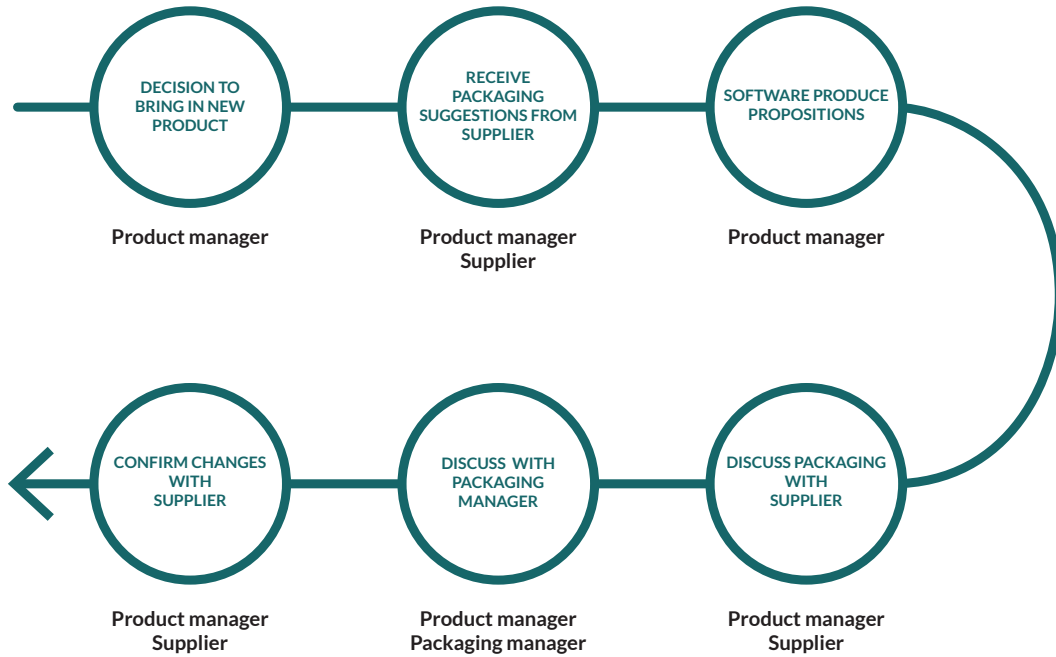 DECISION TO
BRING IN NEW
PRODUCT
Product manager
RECEIVE
PACKAGING
SUGGESTIONS FROM
SUPPLIER
Product manager
Supplier
SOFTWARE PRODUCE
PROPOSITIONS
Product manager
DISCUSS PACKAGING
WITH
SUPPLIER
Product manager
Supplier
DISCUSS WITH
PACKAGING
MANAGER
Product manager
Packaging manager
CONFIRM CHANGES
WITH
SUPPLIER
Product manager
Supplier